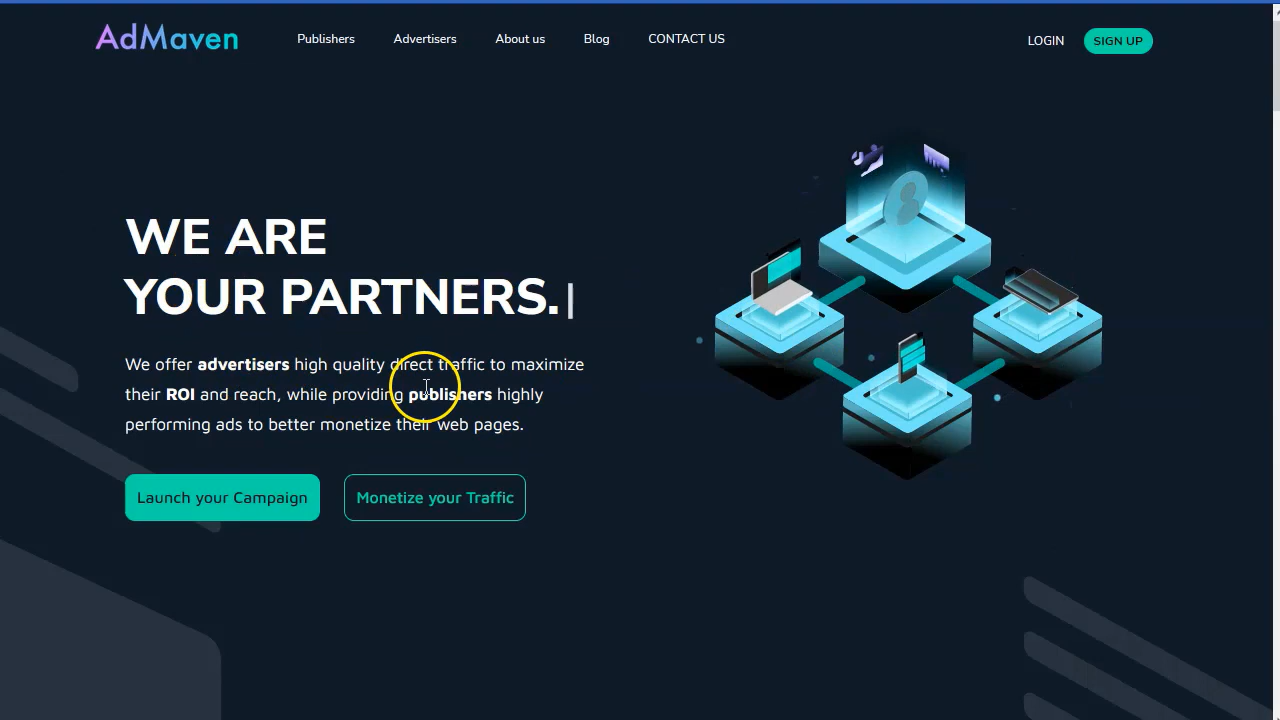 AdMaven
Publishers
Advertisers
About us
Blog
CONTACT US
LOGIN
SIGN UP
WE ARE
YOUR PARTNERS.
We offer advertisers high quality direct traffic to maximize
their ROI and reach, while providing publishers highly
performing ads to better monetize their web pages.
Launch your Campaign
Monetize your Traffic